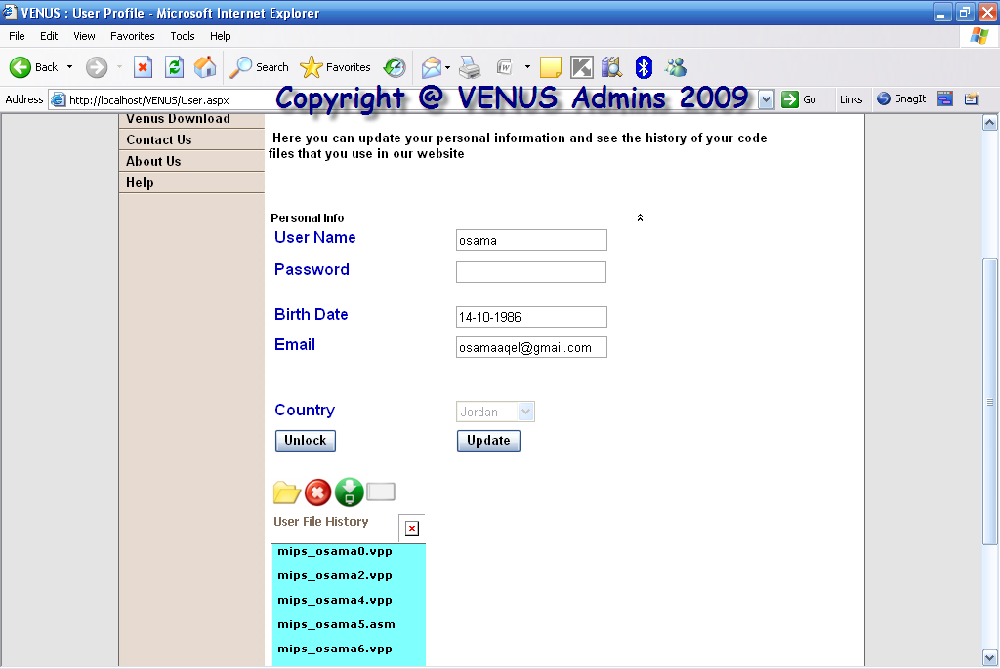 VENUS : User Profile - Microsoft Internet Explorer
File Edit View Favorites Tools Help
Back Search Favorites
Address http://localhost/VENUS/User.aspx Go Links SnagIt
Copyright @ VENUS Admins 2009
Venus Download
Contact Us
About Us
Help
Here you can update your personal information and see the history of your code
files that you use in our website
Personal Info
User Name osama
Password
Birth Date 14-10-1986
Email osamaaqel@gmail.com
Country Jordan
Unlock Update
User File History
mips_osama0.vpp
mips_osama2.vpp
mips_osama4.vpp
mips_osama5.asm
mips_osama6.vpp